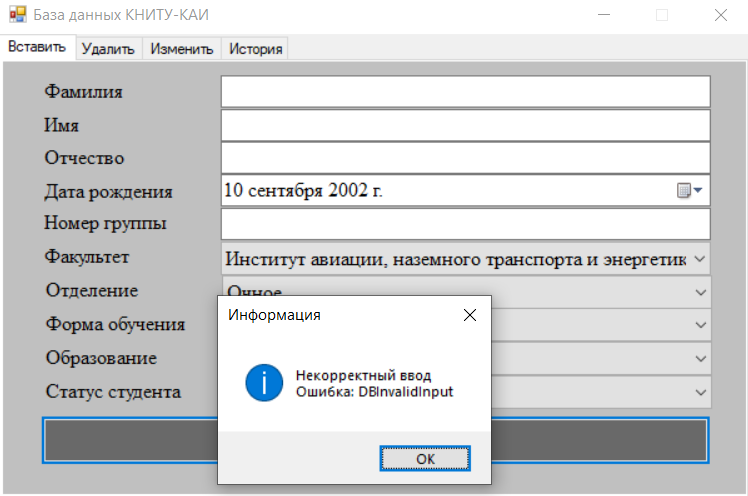 База данных КНИТУ-КАИ
Вставить Удалить Изменить История
Фамилия
Имя
Отчество
Дата рождения 10 сентября 2002 г.
Номер группы
Факультет Институт авиации, наземного транспорта и энергетик
Отделение Очное
Форма обучения
Образование
Статус студента
Информация
Некорректный ввод
Ошибка: DBInvalidInput
ОК